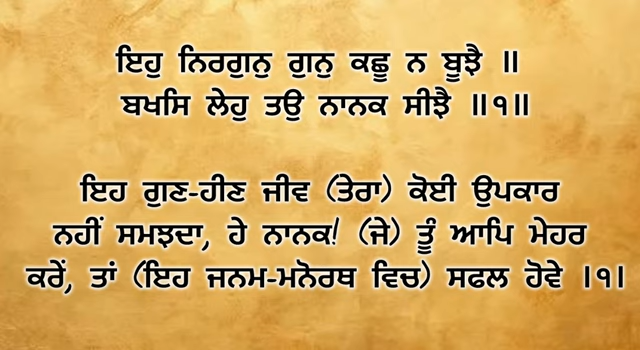 ਇਹੁ ਨਿਰਗੁਨੁ ਗੁਨੁ ਕਛੂ ਨ ਬੂਝੈ ॥
ਬਖਸਿ ਲੇਹੁ ਤਉ ਨਾਨਕ ਸੀਝੈ ॥੧॥
ਇਹ ਗੁਣ-ਹੀਣ ਜੀਵ (ਤੇਰਾ) ਕੋਈ ਉਪਕਾਰ
ਨਹੀਂ ਸਮਝਦਾ, ਹੇ ਨਾਨਕ! (ਜੇ) ਤੂੰ ਆਪਿ ਮੇਹਰ
ਕਰੇਂ, ਤਾਂ (ਇਹ ਜਨਮ-ਮਨੋਰਥ ਵਿਚ) ਸਫਲ ਹੋਵੇ ।੧।